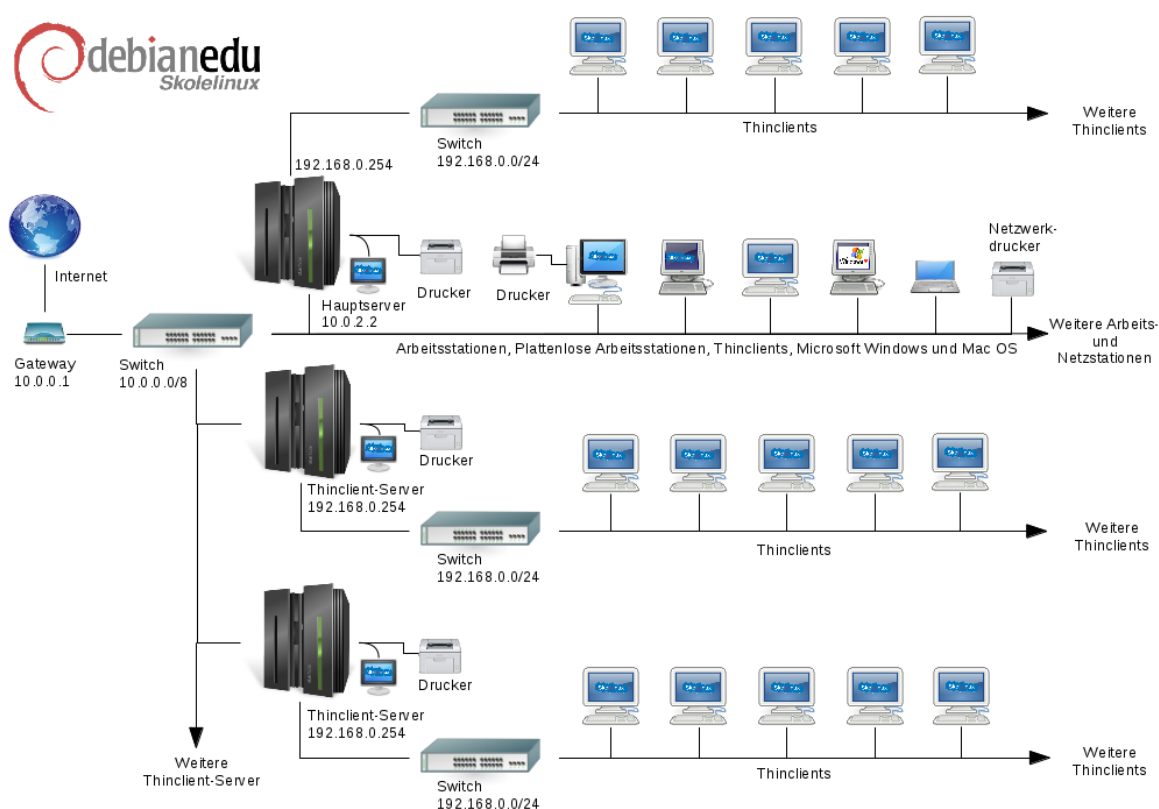 debianedu
Skolelinux
Switch
192.168.0.0/24
Thinclients
Weitere
Thinclients
192.168.0.254
Internet
Hauptserver
10.0.2.2
Drucker
Drucker
Windows
Netzwerk-
drucker
Gateway
10.0.0.1
Switch
10.0.0.0/8
Arbeitsstationen, Plattenlose Arbeitsstationen, Thinclients, Microsoft Windows und Mac OS
Weitere Arbeits-
und
Netzstationen
Drucker
Thinclient-Server
192.168.0.254
Switch
192.168.0.0/24
Thinclients
Weitere
Thinclients
Drucker
Thinclient-Server
192.168.0.254
Weitere
Thinclient-Server
Switch
192.168.0.0/24
Thinclients
Weitere
Thinclients